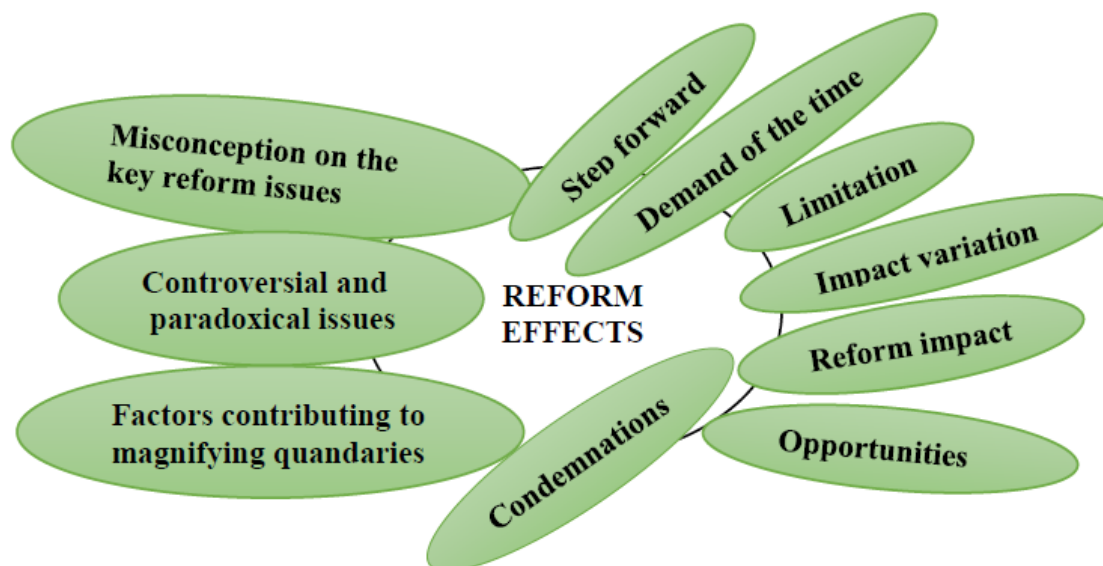 Misconception on the
key reform issues
Step forward
Demand of the time
Limitation
Impact variation
Reform impact
Opportunities
Condemnations
Factors contributing to
magnifying quandaries
Controversial and
paradoxical issues
REFORM
EFFECTS